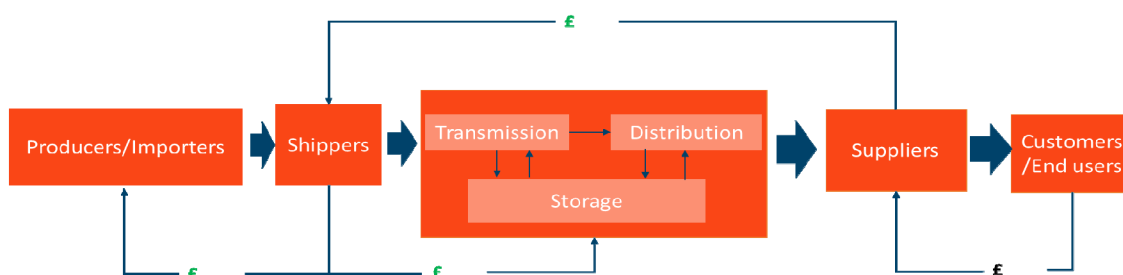 £
Producers/Importers
Shippers
Transmission
Distribution
Storage
Suppliers
Customers
/End users
£
£
£